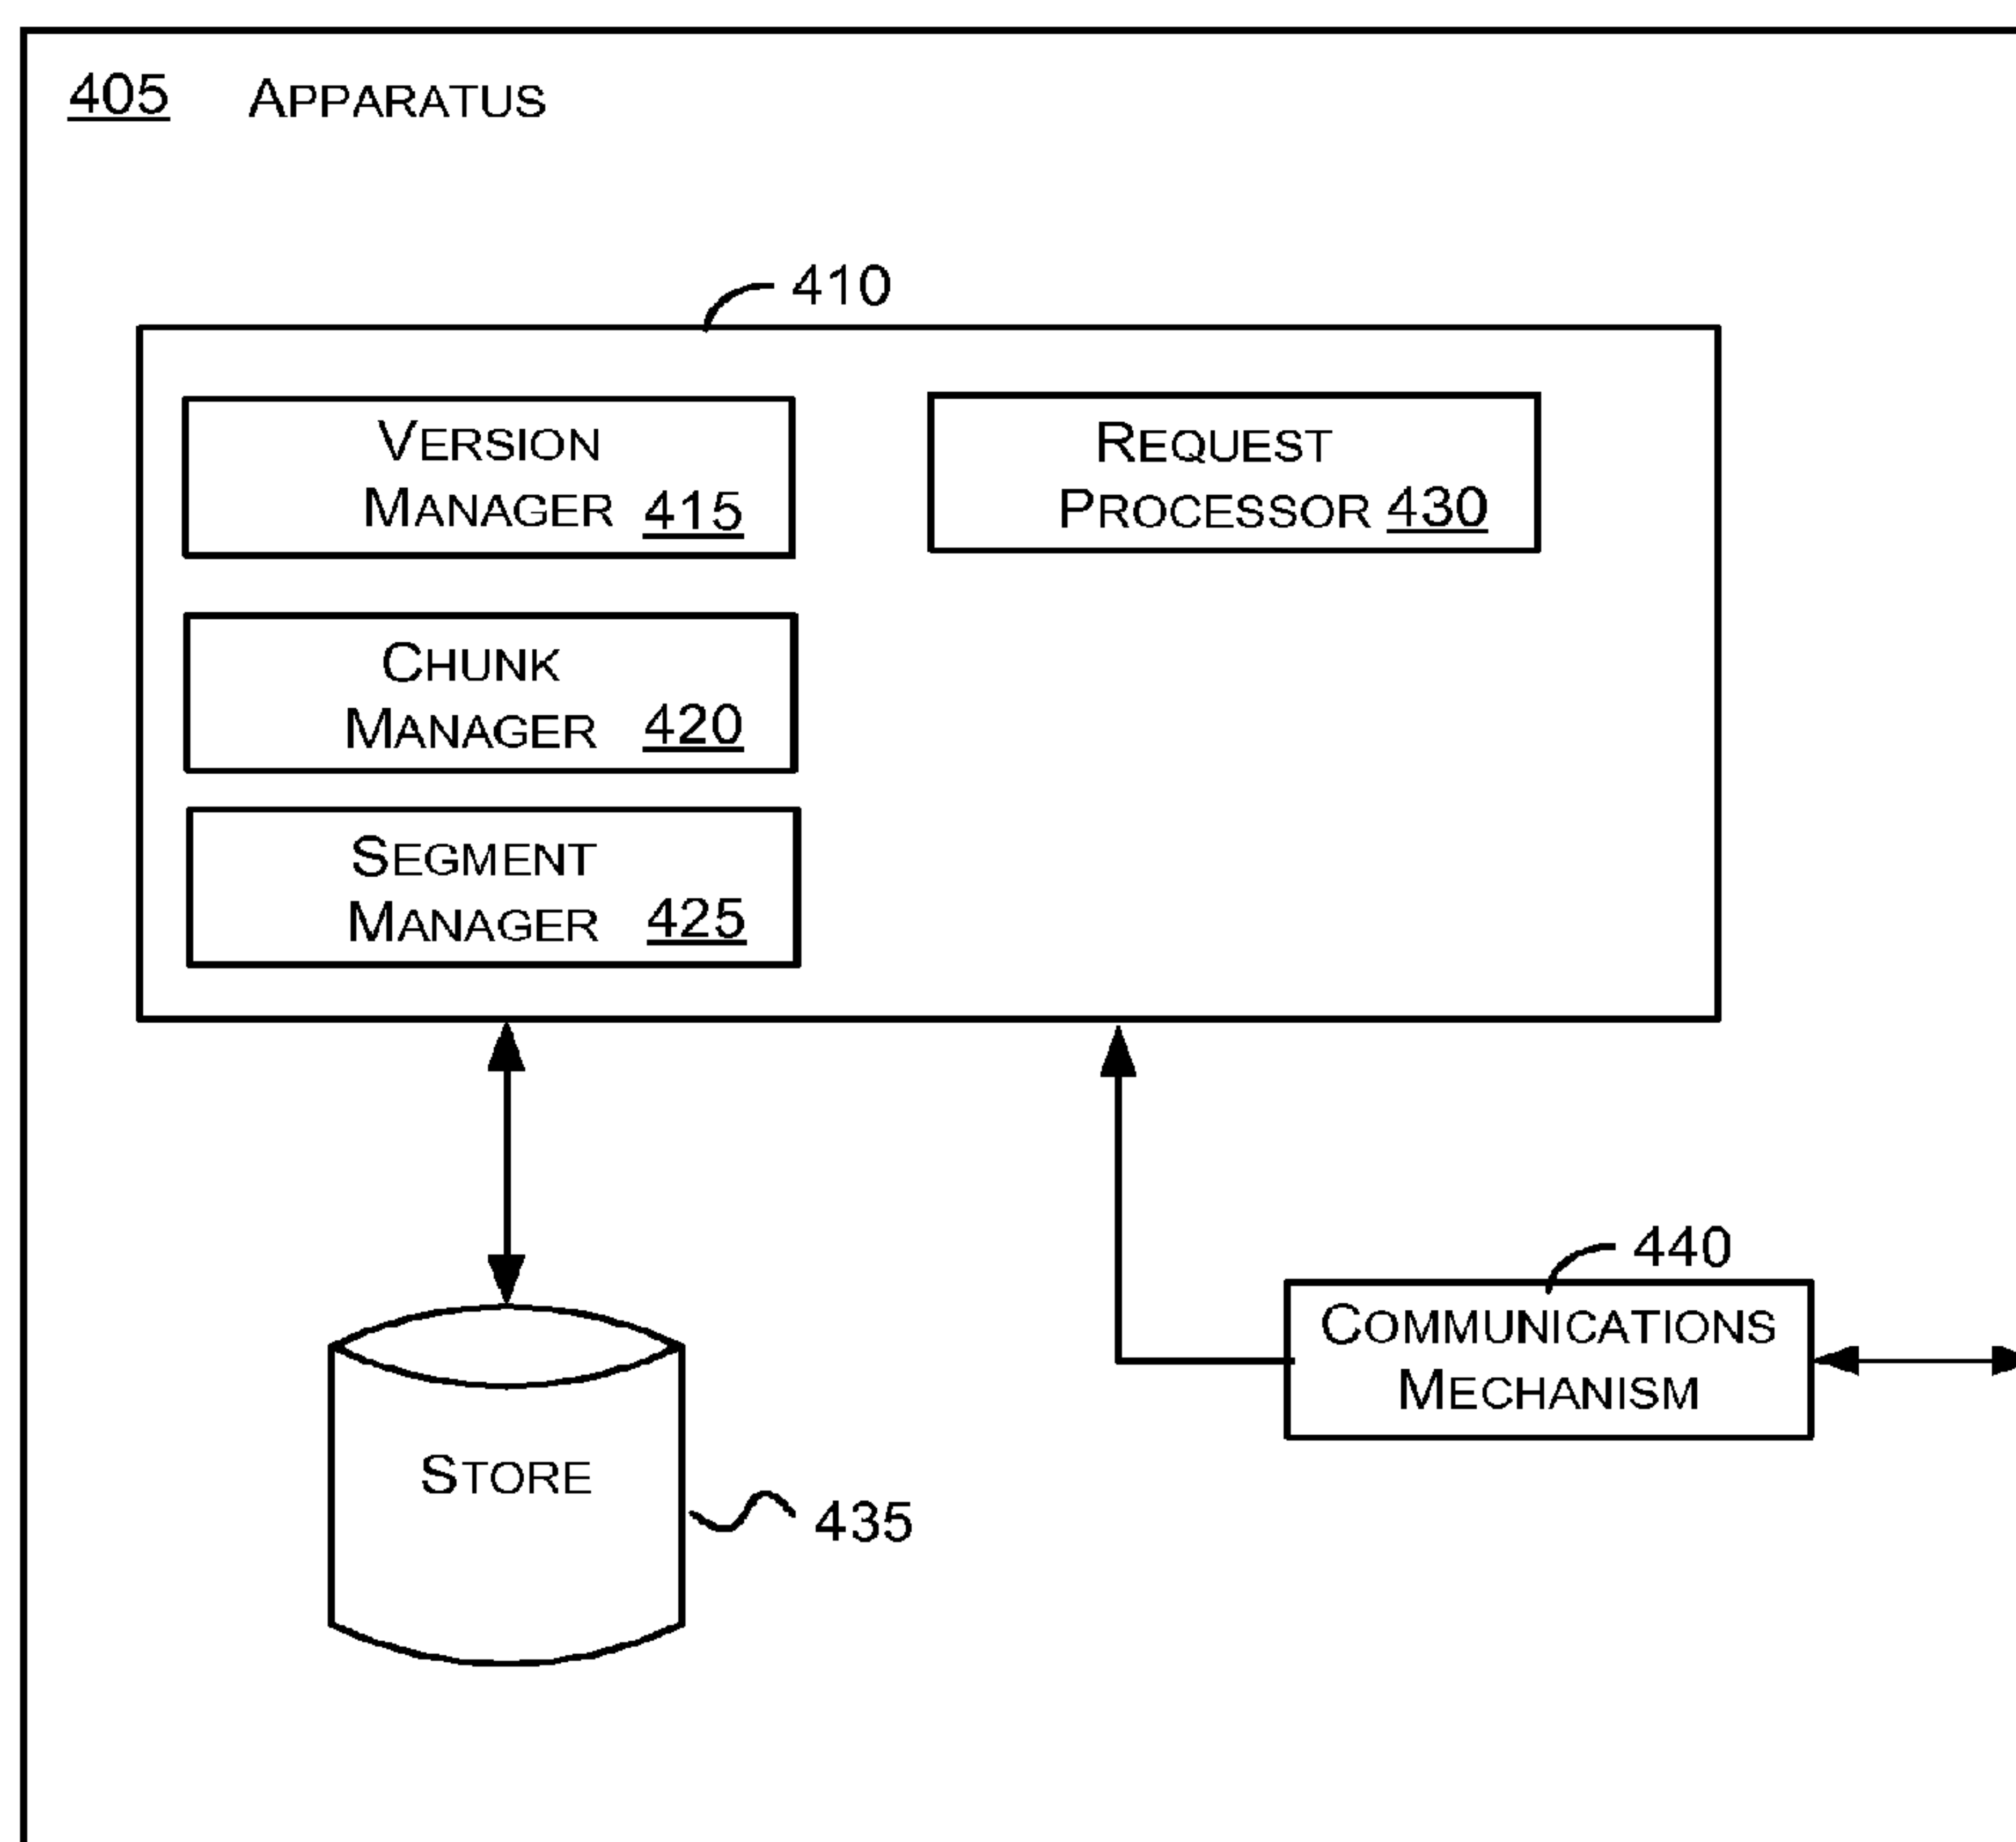 405 APPARATUS
410
VERSION
MANAGER 415
REQUEST
PROCESSOR 430
CHUNK
MANAGER 420
SEGMENT
MANAGER 425
440
COMMUNICATIONS
MECHANISM
STORE
435